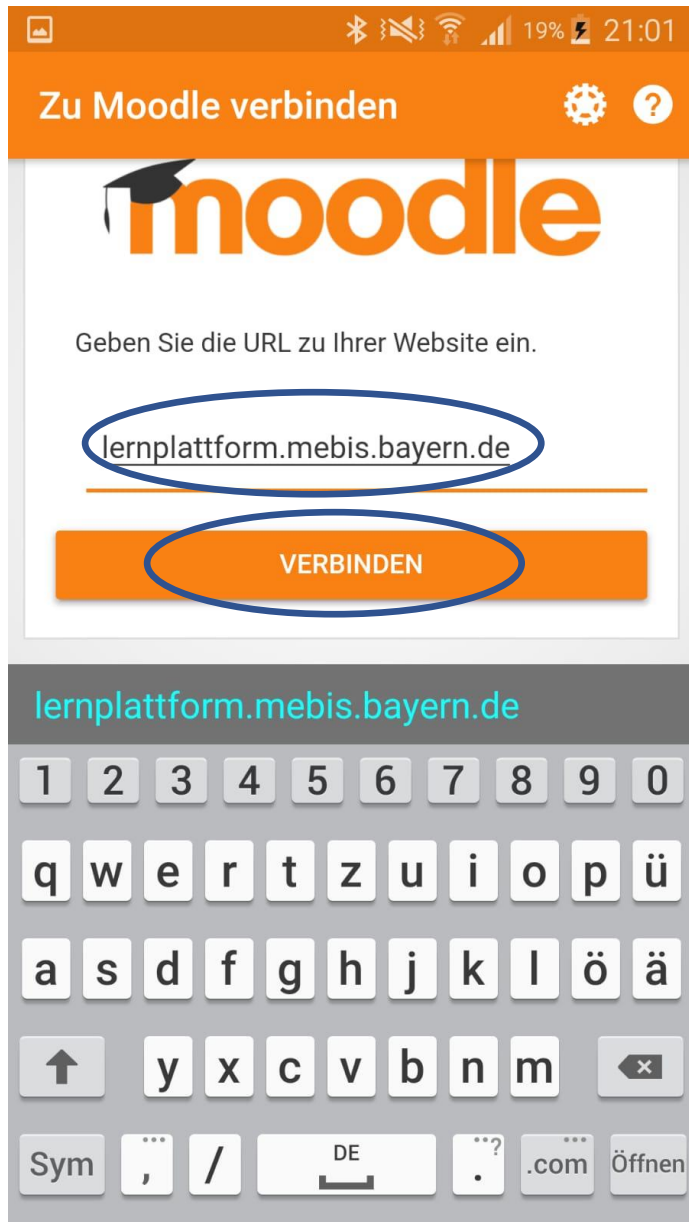 19% 21:01
Zu Moodle verbinden ?
moodle
Geben Sie die URL zu Ihrer Website ein.
lernplattform.mebis.bayern.de
VERBINDEN
lernplattform.mebis.bayern.de
1 2 3 4 5 6 7 8 9 0
q w e r t z u i o p ü
a s d f g h j k l ö ä
y x c v b n m
Sym , / DE . ? .com Öffnen